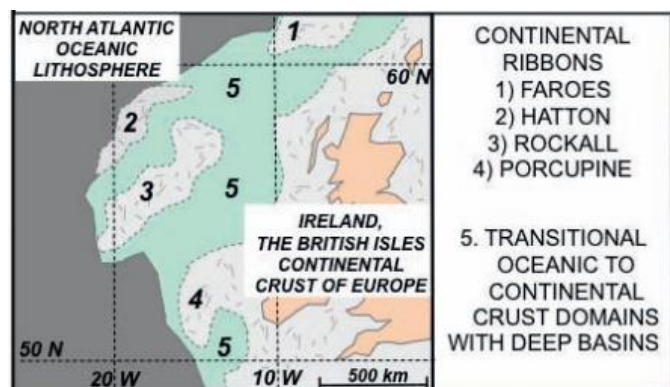 NORTH ATLANTIC
OCEANIC
LITHOSPHERE
1
60 N
5
2
3
5
IRELAND,
THE BRITISH ISLES
CONTINENTAL
CRUST OF EUROPE
4
5
50 N
20 W
10 W
500 km
CONTINENTAL
RIBBONS
1) FAROES
2) HATTON
3) ROCKALL
4) PORCUPINE
5. TRANSITIONAL
OCEANIC TO
CONTINENTAL
CRUST DOMAINS
WITH DEEP BASINS